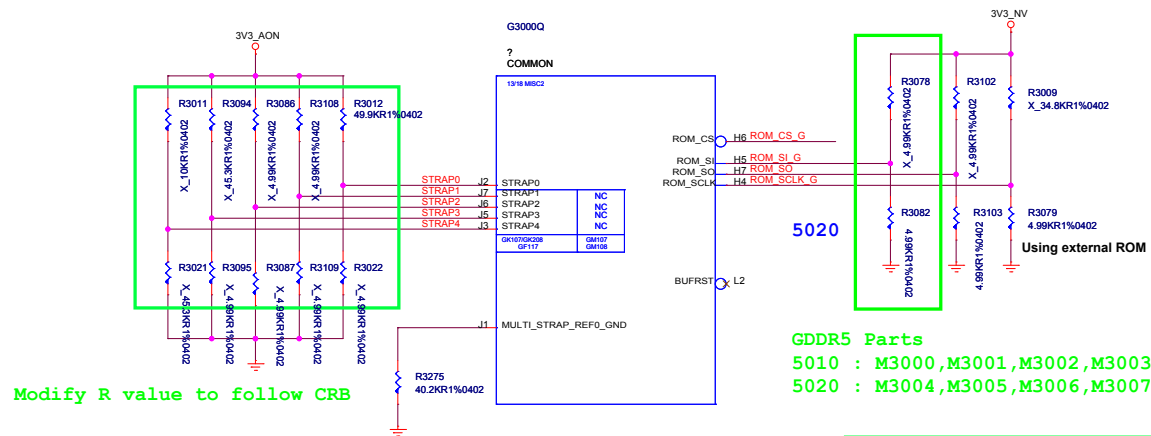 G3000Q
3V3_NV
3V3_AON
?
COMMON
13/18 MISC2
R3011 R3094 R3086 R3108 R3012
49.9KR1%0402
X_10KR1%0402
X_45.3KR1%0402
X_4.99KR1%0402
X_4.99KR1%0402
R3078
X_4.99KR1%0402
R3102
X_4.99KR1%0402
R3009
X_34.8KR1%0402
ROM_CS H6 ROM_CS_G
ROM_SI H5 ROM_SI_G
ROM_SO H7 ROM_SO
ROM_SCLK H4 ROM_SCLK_G
STRAP0 J2 STRAP0
STRAP1 J7 STRAP1 NC
STRAP2 J6 STRAP2 NC
STRAP3 J5 STRAP3 NC
STRAP4 J3 STRAP4 NC
GK107/GK208 GM107
GF117 GM108
5020
R3082
4.99KR1%0402
R3103
4.99KR1%0402
R3079
4.99KR1%0402
Using external ROM
R3021 R3095 R3087 R3109 R3022
X_45.3KR1%0402
X_4.99KR1%0402
X_4.99KR1%0402
X_4.99KR1%0402
X_4.99KR1%0402
BUFRST L2
J1 MULTI_STRAP_REF0_GND
R3275
40.2KR1%0402
Modify R value to follow CRB
GDDR5 Parts
5010 : M3000,M3001,M3002,M3003
5020 : M3004,M3005,M3006,M3007